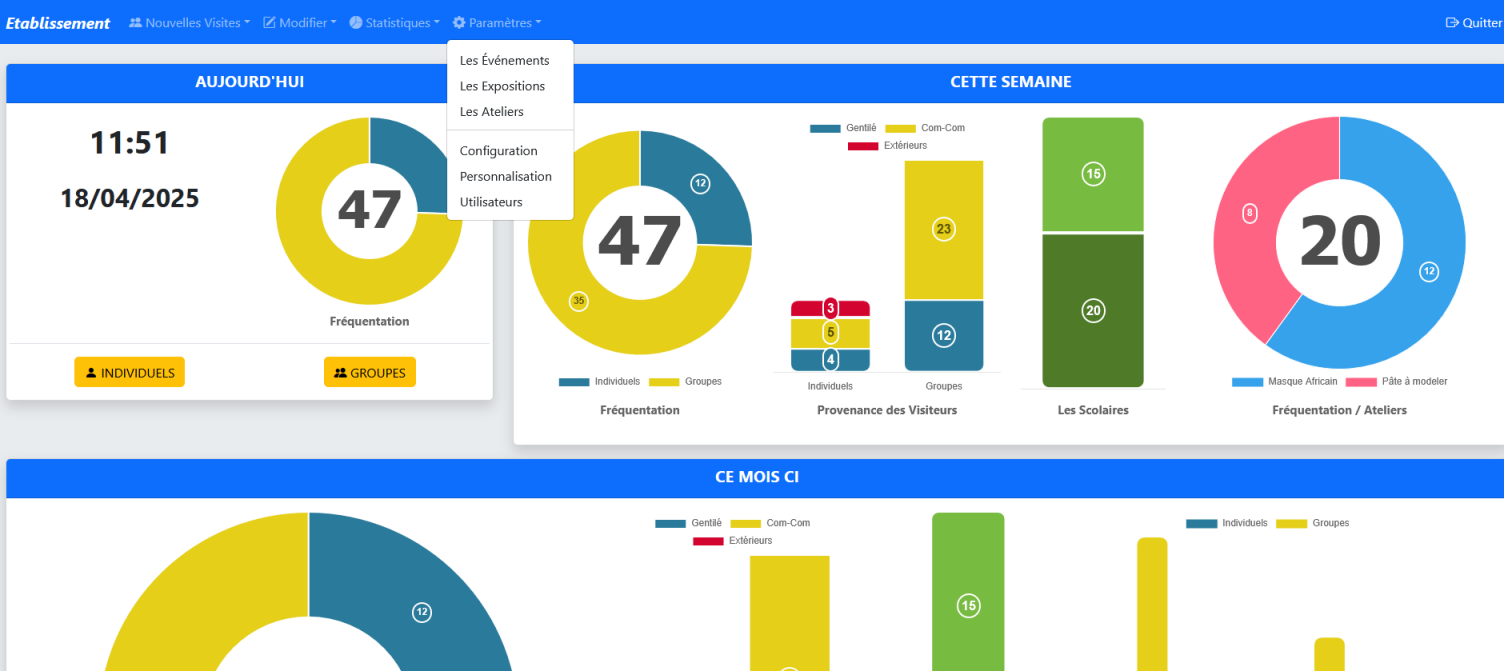 Etablissement Nouvelles Visites Modifier Statistiques Paramètres Quitter
Les Événements
Les Expositions
Les Ateliers
Configuration
Personnalisation
Utilisateurs
AUJOURD'HUI
11:51
18/04/2025
47
Fréquentation
INDIVIDUELS
GROUPES
CETTE SEMAINE
12
47
35
Individuels Groupes
Fréquentation
Gentilé Com-Com
Extérieurs
3
5
4
23
12
Individuels Groupes
Provenance des Visiteurs
15
20
Les Scolaires
8
20
12
Masque Africain Pâte à modeler
Fréquentation / Ateliers
CE MOIS CI
12
Gentilé Com-Com
Extérieurs
15
Individuels Groupes